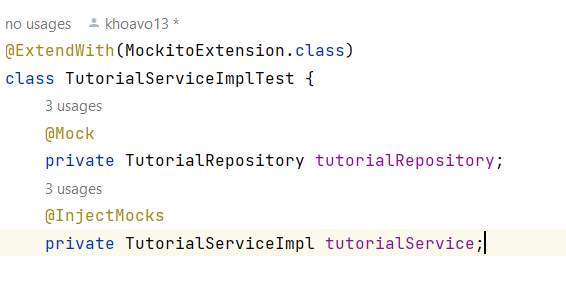 no usages khoavo13 *
@ExtendWith(MockitoExtension.class)
class TutorialServiceImplTest {
3 usages
@Mock
private TutorialRepository tutorialRepository;
3 usages
@InjectMocks
private TutorialServiceImpl tutorialService;